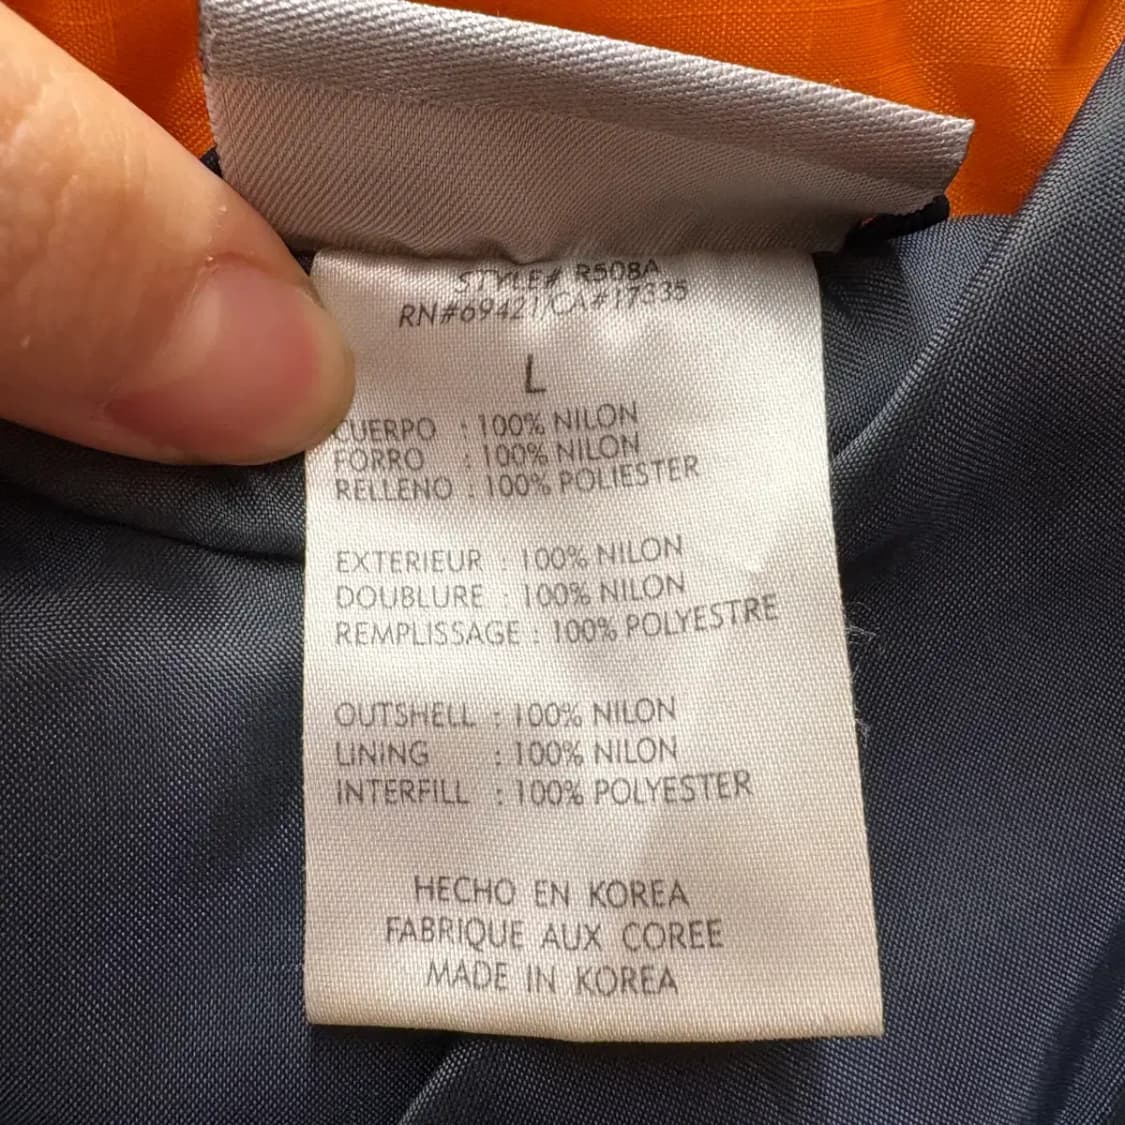 STYLE# R508A
RN#69421/CA#17335
L
CUERPO : 100% NILON
FORRO : 100% NILON
RELLENO : 100% POLIESTER
EXTERIEUR : 100% NILON
DOUBLURE : 100% NILON
REMPLISSAGE : 100% POLYESTRE
OUTSHELL : 100% NILON
LINING : 100% NILON
INTERFILL : 100% POLYESTER
HECHO EN KOREA
FABRIQUE AUX COREE
MADE IN KOREA